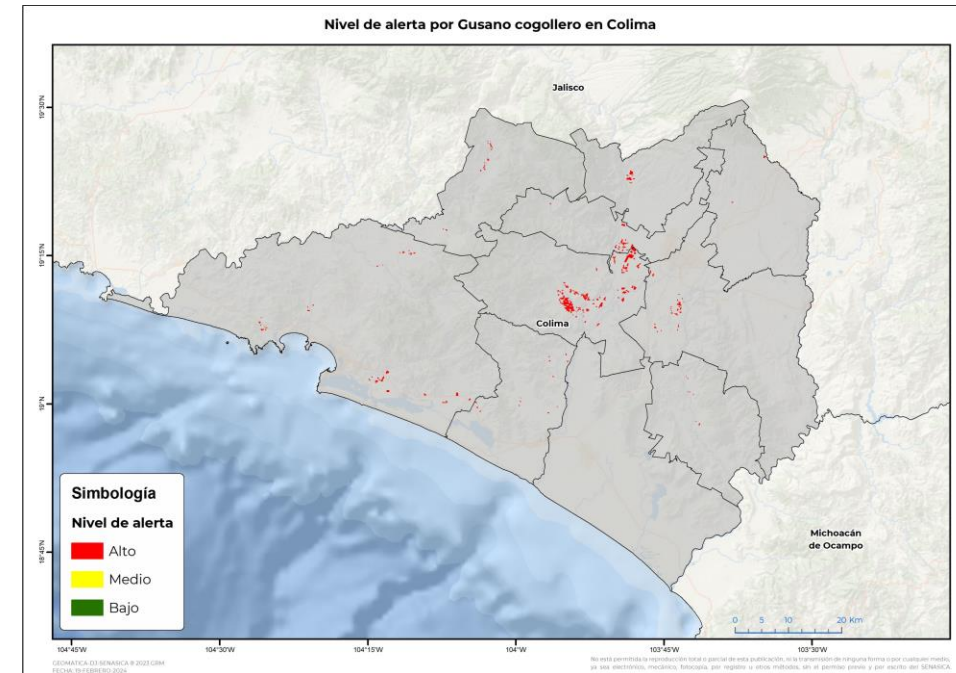 Nivel de alerta por Gusano cogollero en Colima
Jalisco
19°30'N
19°15'N
19°N
18°45'N
Colima
Michoacán
de Ocampo
Simbología
Nivel de alerta
Alto
Medio
Bajo
0 5 10 20 Km
104°45'W 104°30'W 104°15'W 104°W 103°45'W 103°30'W
GEOMÁTICA-DJ-SENASICA © 2023 GRM
FECHA: 19-FEBRERO 2024
No está permitida la reproducción total o parcial de esta publicación, ni la transmisión de ninguna forma o por cualquier medio,
ya sea electrónico, mecánico, fotocopia, por registro u otros métodos, sin el permiso previo y por escrito del SENASICA.